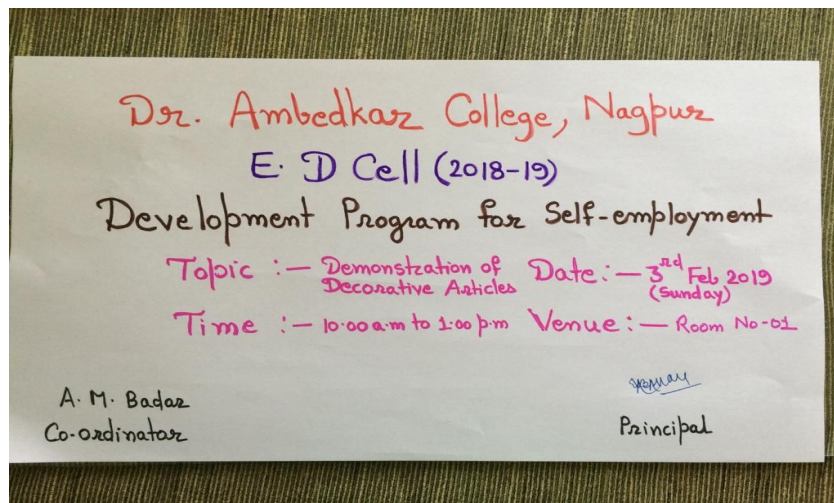 Dr. Ambedkar College, Nagpur
E. D Cell (2018-19)
Development Program for Self-employment
Topic :- Demonstration of Decorative Articles
Date :- 3rd Feb 2019 (Sunday)
Time :- 10.00 a.m to 1.00 p.m
Venue :- Room No-01
A. M. Badar
Co-ordinator
Principal